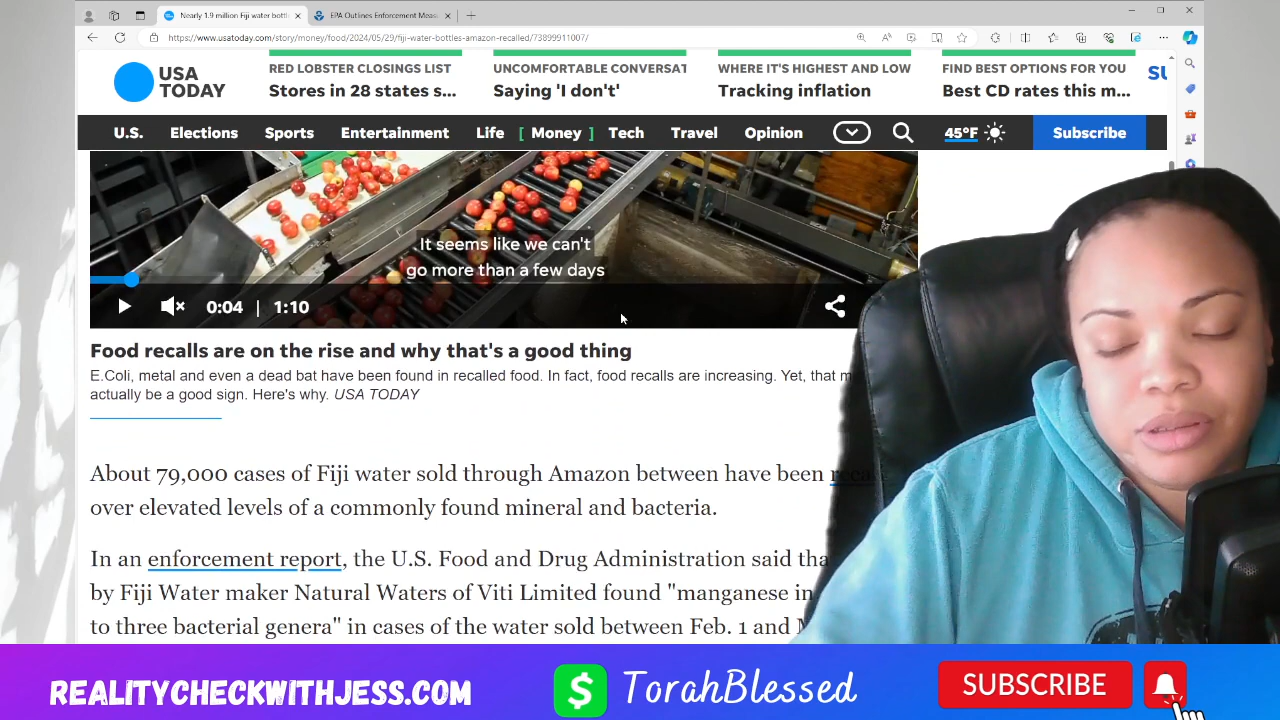 Nearly 1.9 million Fiji water bottl
EPA Outlines Enforcement Meas
https://www.usatoday.com/story/money/food/2024/05/29/fiji-water-bottles-amazon-recalled/73899911007/
USA TODAY
RED LOBSTER CLOSINGS LIST
Stores in 28 states s...
UNCOMFORTABLE CONVERSAT
Saying 'I don't'
WHERE IT'S HIGHEST AND LOW
Tracking inflation
FIND BEST OPTIONS FOR YOU
Best CD rates this m...
SU
U.S. Elections Sports Entertainment Life [ Money ] Tech Travel Opinion 45°F Subscribe
It seems like we can't
go more than a few days
0:04 | 1:10
Food recalls are on the rise and why that's a good thing
E.Coli, metal and even a dead bat have been found in recalled food. In fact, food recalls are increasing. Yet, that m
actually be a good sign. Here's why. USA TODAY
About 79,000 cases of Fiji water sold through Amazon between have been reca
over elevated levels of a commonly found mineral and bacteria.
In an enforcement report, the U.S. Food and Drug Administration said tha
by Fiji Water maker Natural Waters of Viti Limited found "manganese in
to three bacterial genera" in cases of the water sold between Feb. 1 and M
REALITYCHECKWITHJESS.COM
$ TorahBlessed
SUBSCRIBE